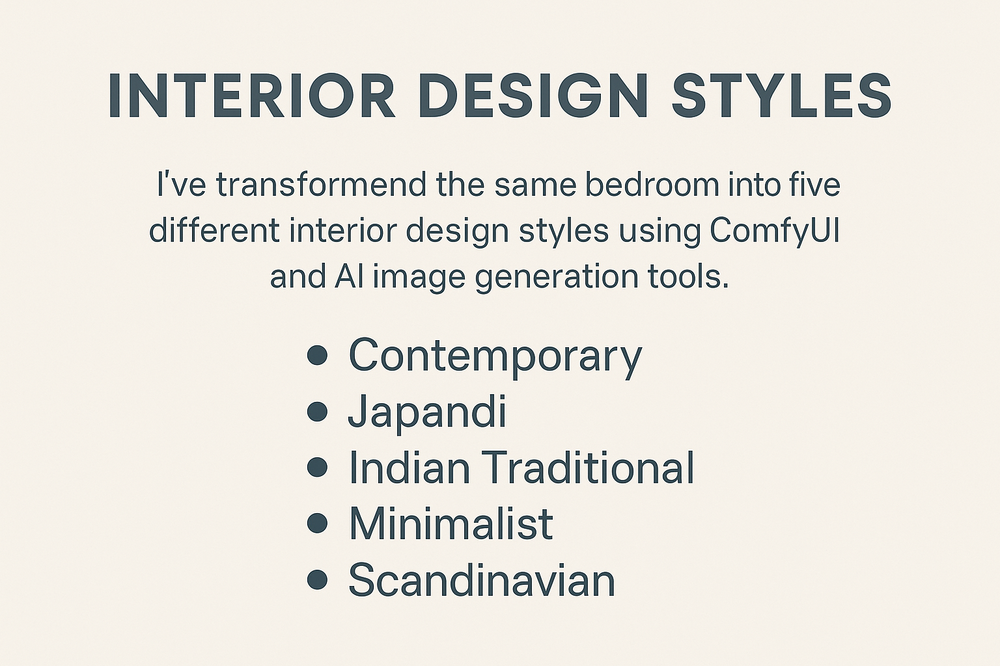 INTERIOR DESIGN STYLES
I've transformend the same bedroom into five
different interior design styles using ComfyUI
and AI image generation tools.
• Contemporary
• Japandi
• Indian Traditional
• Minimalist
• Scandinavian